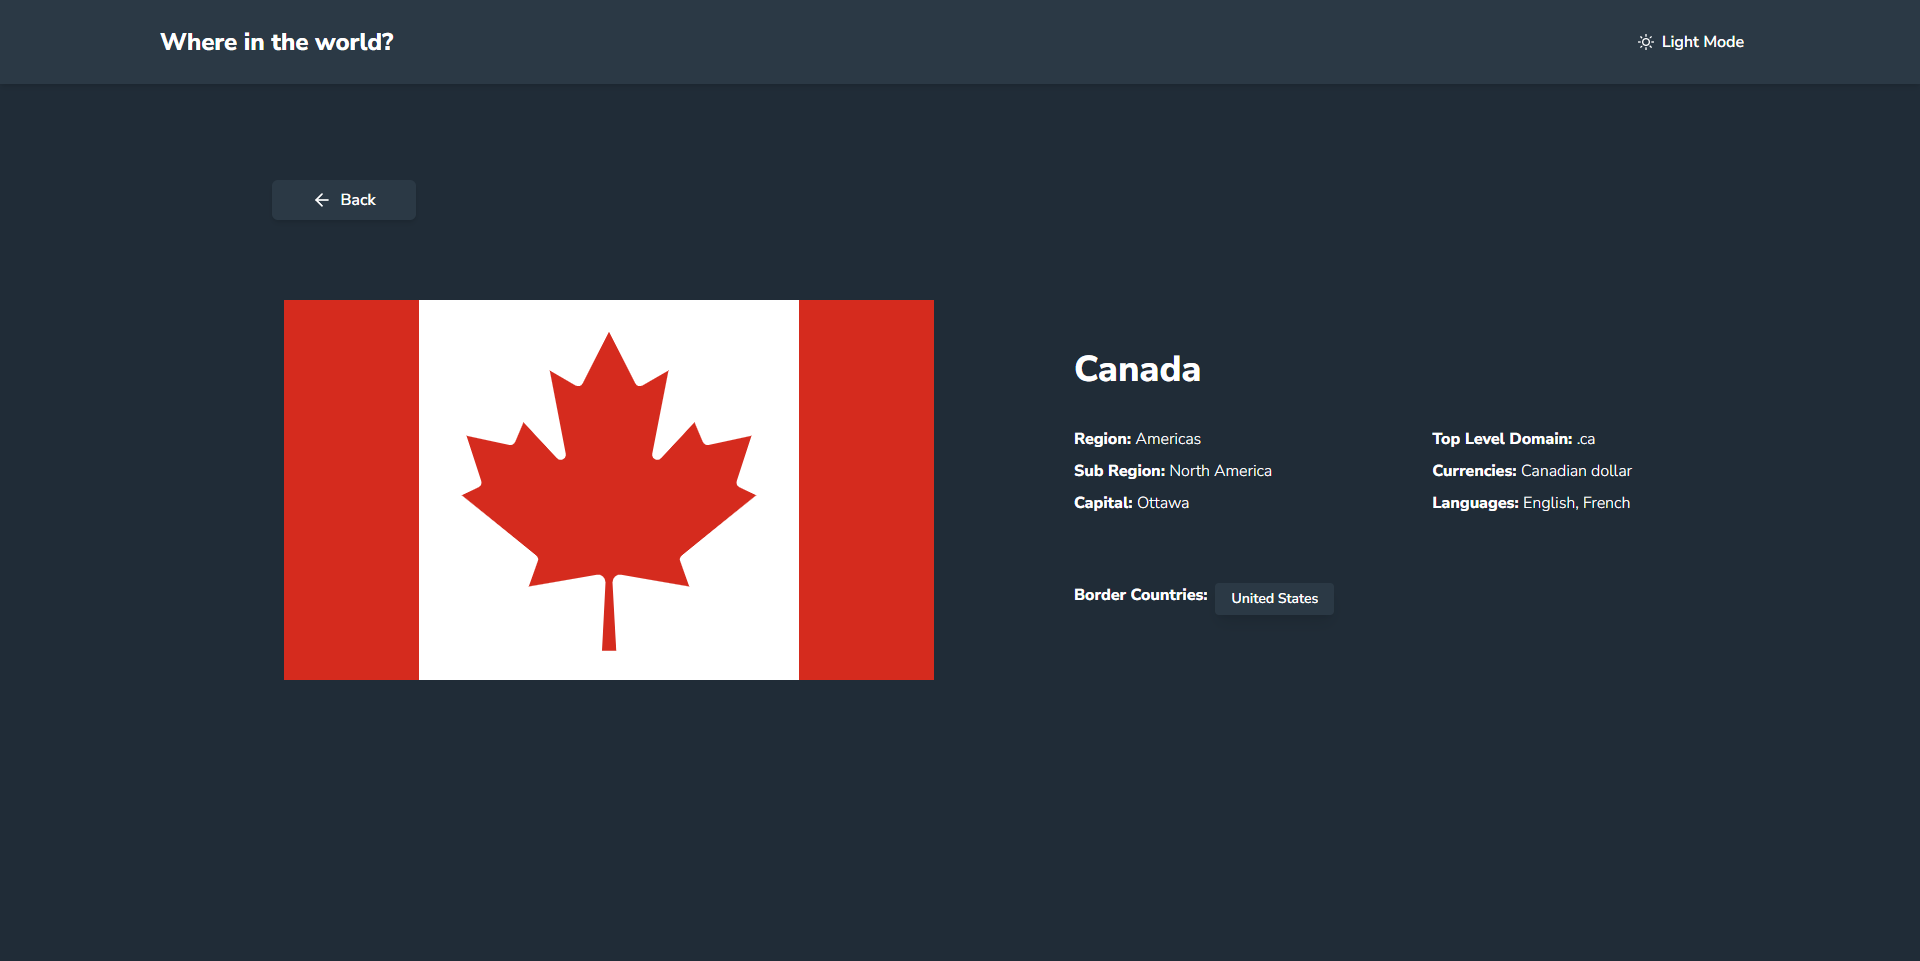 Where in the world?
Light Mode
Back
Canada
Region: Americas
Sub Region: North America
Capital: Ottawa
Top Level Domain: .ca
Currencies: Canadian dollar
Languages: English, French
Border Countries: United States